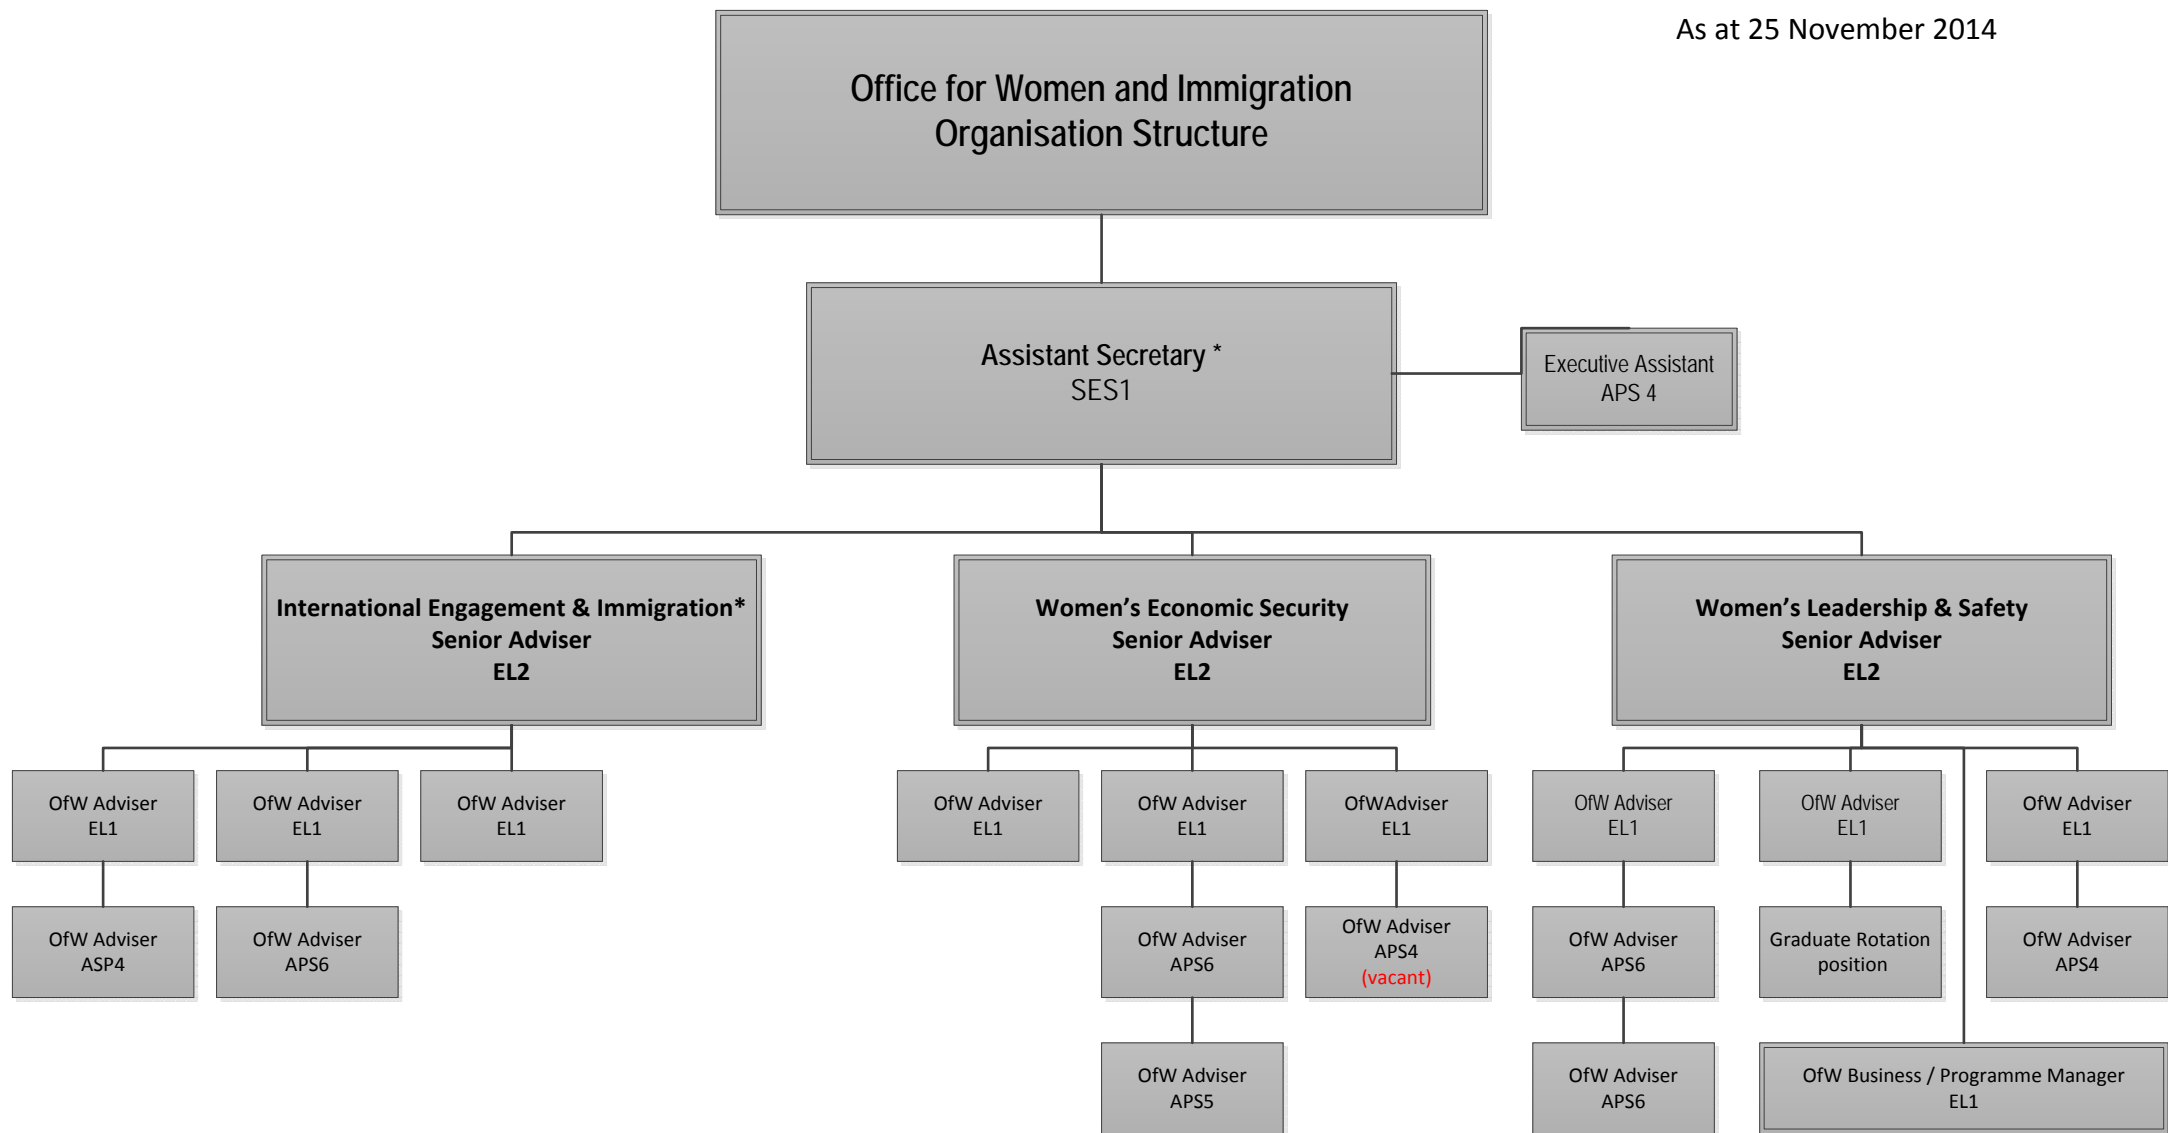 As at 25 November 2014
Office for Women and Immigration
Organisation Structure
Assistant Secretary *
SES1
Executive Assistant
APS 4
International Engagement & Immigration*
Senior Adviser
EL2
Women’s Economic Security
Senior Adviser
EL2
Women’s Leadership & Safety
Senior Adviser
EL2
OfW Adviser
EL1
OfW Adviser
EL1
OfW Adviser
EL1
OfW Adviser
EL1
OfW Adviser
EL1
OfWAdviser
EL1
OfW Adviser
EL1
OfW Adviser
EL1
OfW Adviser
EL1
OfW Adviser
ASP4
OfW Adviser
APS6
OfW Adviser
APS6
OfW Adviser
APS4
(vacant)
OfW Adviser
APS6
Graduate Rotation
position
OfW Adviser
APS4
OfW Adviser
APS5
OfW Adviser
APS6
OfW Business / Programme Manager
EL1